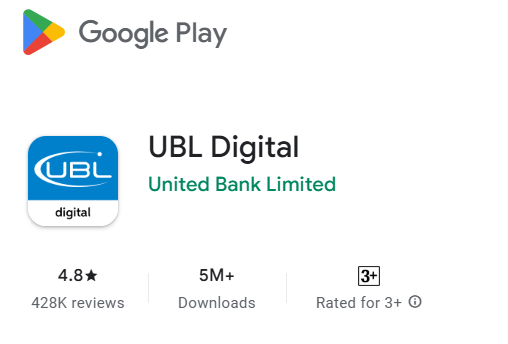 Google Play
UBL Digital
United Bank Limited
UBL
digital
4.8★
428K reviews
5M+
Downloads
3+
Rated for 3+